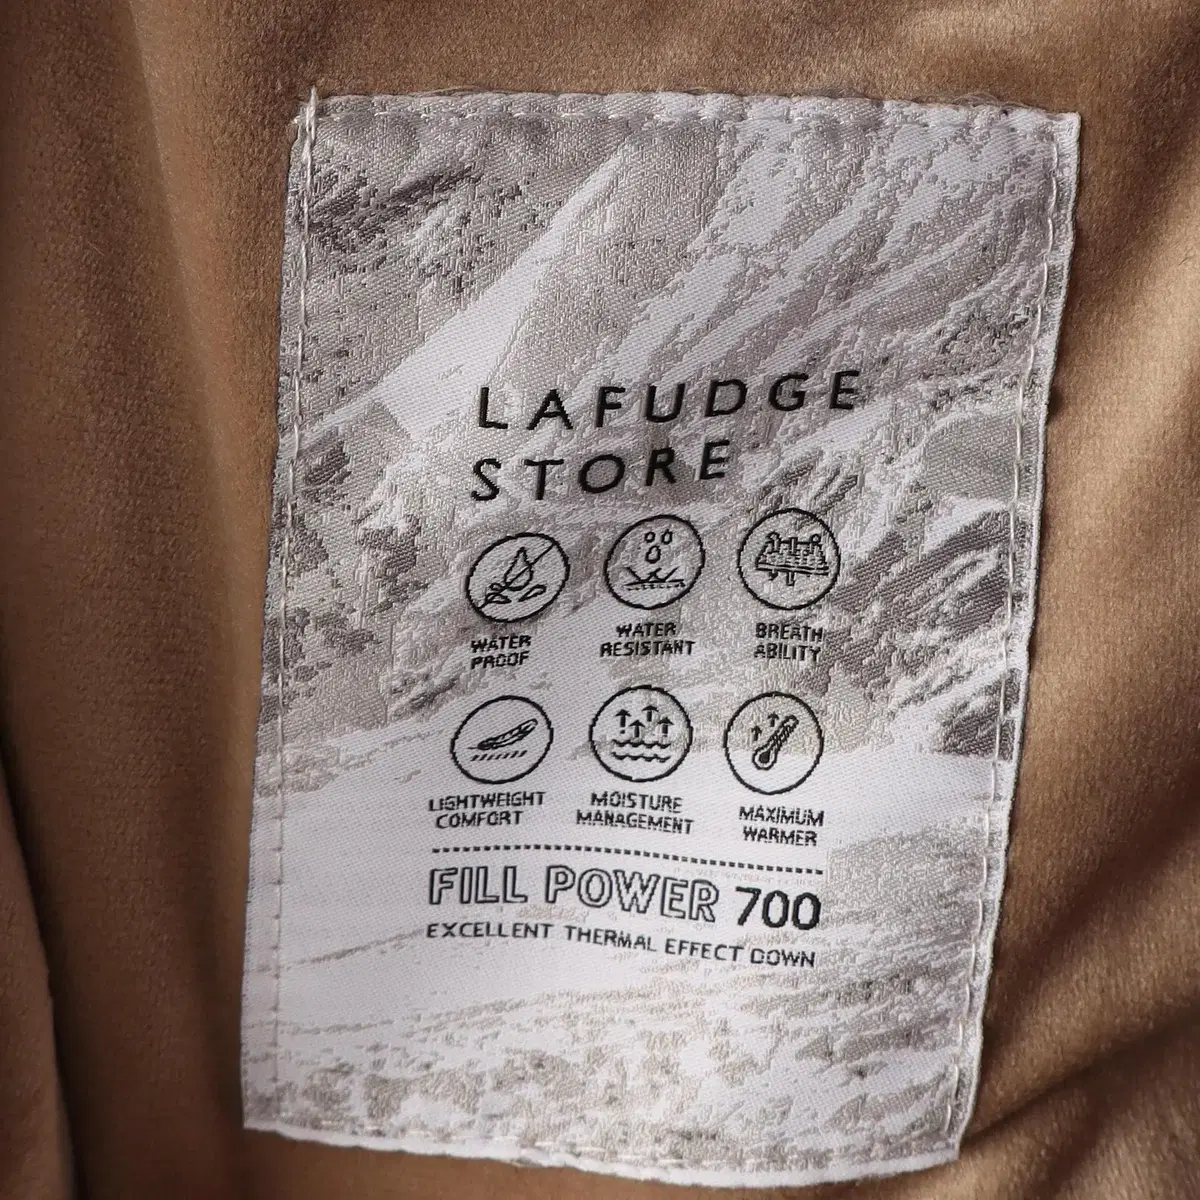 LAFUDGE
STORE
WATER
PROOF
WATER
RESISTANT
BREATH
ABILITY
LIGHTWEIGHT
COMFORT
MOISTURE
MANAGEMENT
MAXIMUM
WARMER
FILL POWER 700
EXCELLENT THERMAL EFFECT DOWN